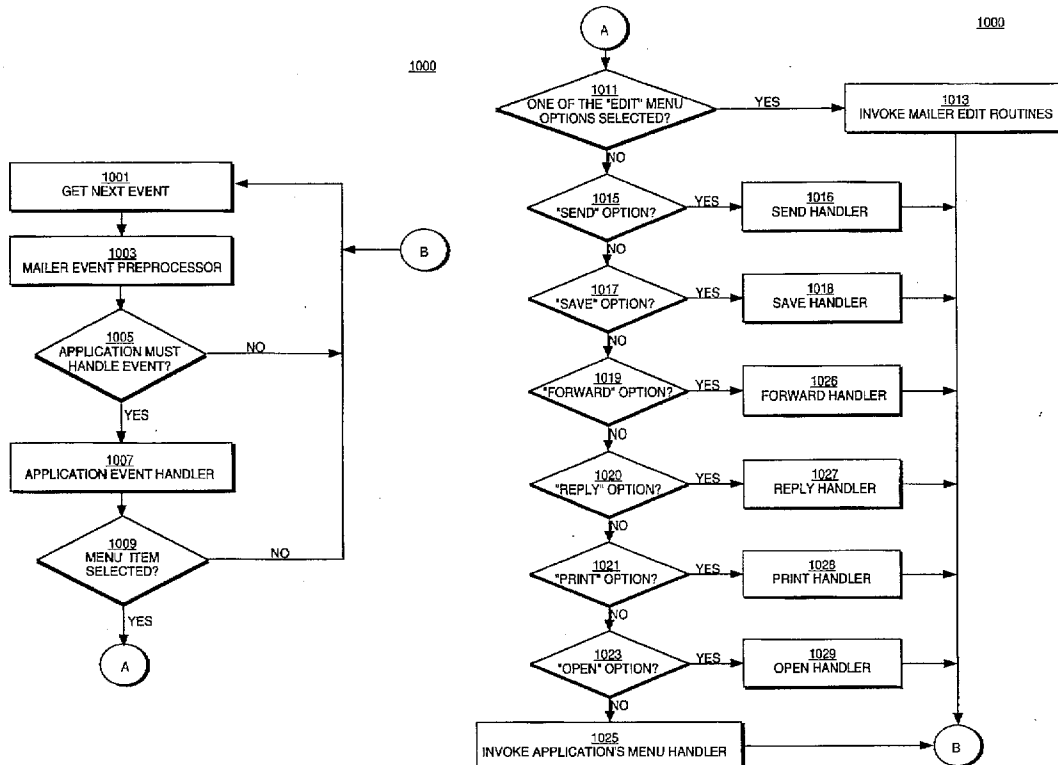 1000
1001
GET NEXT EVENT
1003
MAILER EVENT PREPROCESSOR
B
1005
APPLICATION MUST
HANDLE EVENT?
NO
YES
1007
APPLICATION EVENT HANDLER
1009
MENU ITEM
SELECTED?
NO
YES
A
1000
A
1011
ONE OF THE "EDIT" MENU
OPTIONS SELECTED?
YES
1013
INVOKE MAILER EDIT ROUTINES
NO
1015
"SEND" OPTION?
YES
1016
SEND HANDLER
NO
1017
"SAVE" OPTION?
YES
1018
SAVE HANDLER
NO
1019
"FORWARD" OPTION?
YES
1026
FORWARD HANDLER
NO
1020
"REPLY" OPTION?
YES
1027
REPLY HANDLER
NO
1021
"PRINT" OPTION?
YES
1028
PRINT HANDLER
NO
1023
"OPEN" OPTION?
YES
1029
OPEN HANDLER
NO
1025
INVOKE APPLICATION'S MENU HANDLER
B